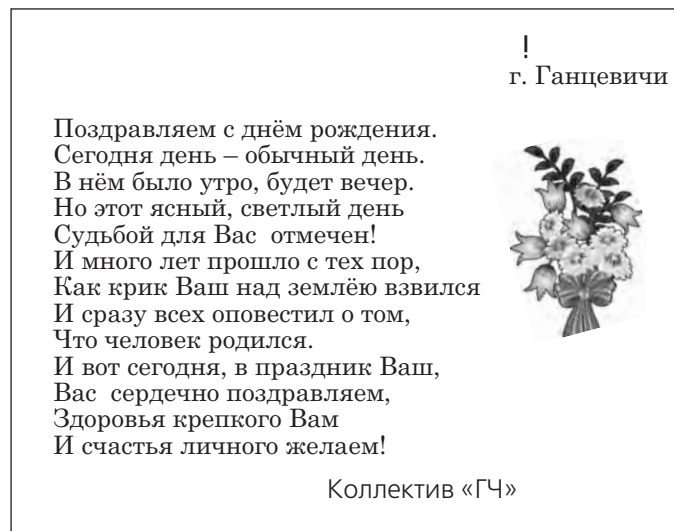 !
г. Ганцевичи
Поздравляем с днём рождения.
Сегодня день – обычный день.
В нём было утро, будет вечер.
Но этот ясный, светлый день
Судьбой для Вас отмечен!
И много лет прошло с тех пор,
Как крик Ваш над землёю взвился
И сразу всех оповестил о том,
Что человек родился.
И вот сегодня, в праздник Ваш,
Вас сердечно поздравляем,
Здоровья крепкого Вам
И счастья личного желаем!
Коллектив «ГЧ»